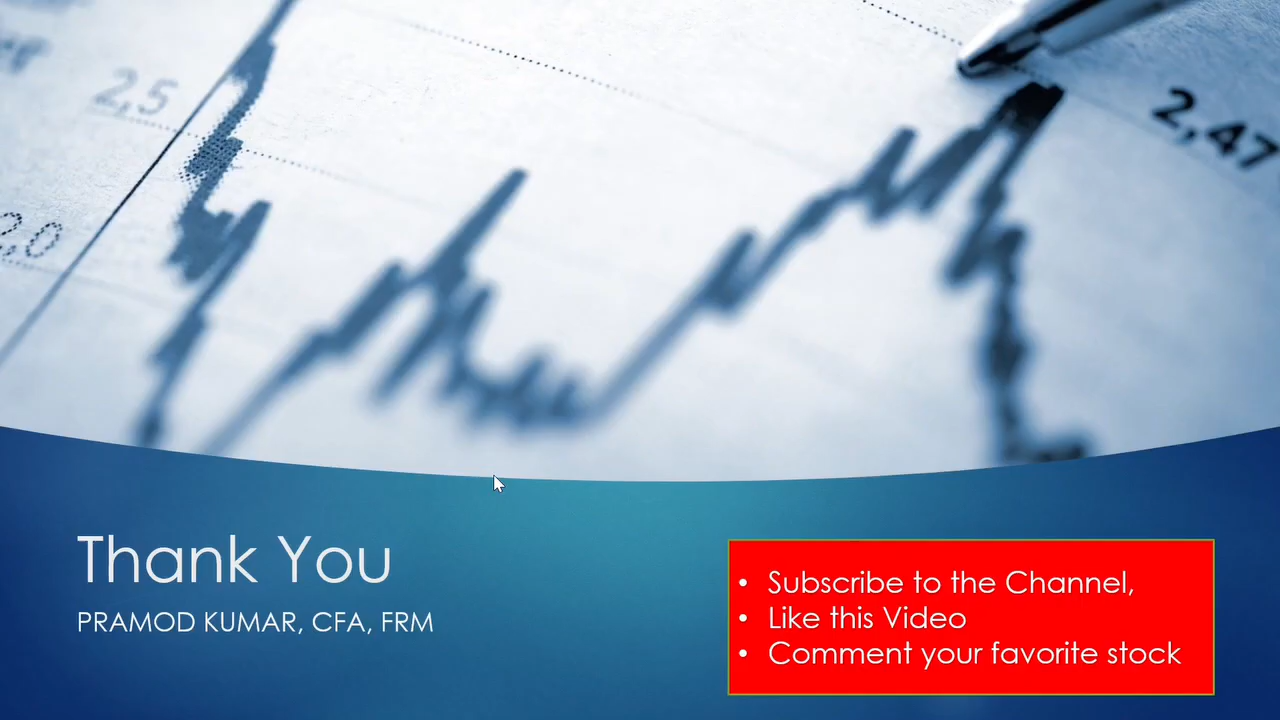 2,5
2,47
2,0
Thank You
PRAMOD KUMAR, CFA, FRM
• Subscribe to the Channel,
• Like this Video
• Comment your favorite stock